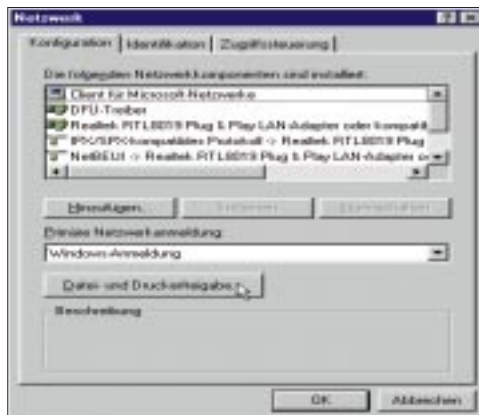 Netzwerk
Konfiguration Identifikation Zugriffssteuerung
Die folgenden Netzwerkkomponenten sind installiert:
Client für Microsoft-Netzwerke
DFÜ-Treiber
Realtek RTL8019 Plug & Play LAN-Adapter oder kompatibl
IPX/SPX-kompatibles Protokoll -> Realtek RTL8019 Plug
NetBEUI -> Realtek RTL8019 Plug & Play LAN-Adapter o
Hinzufügen... Entfernen Eigenschaften
Primäre Netzwerkanmeldung:
Windows-Anmeldung
Datei- und Druckerfreigabe...
Beschreibung
OK Abbrechen